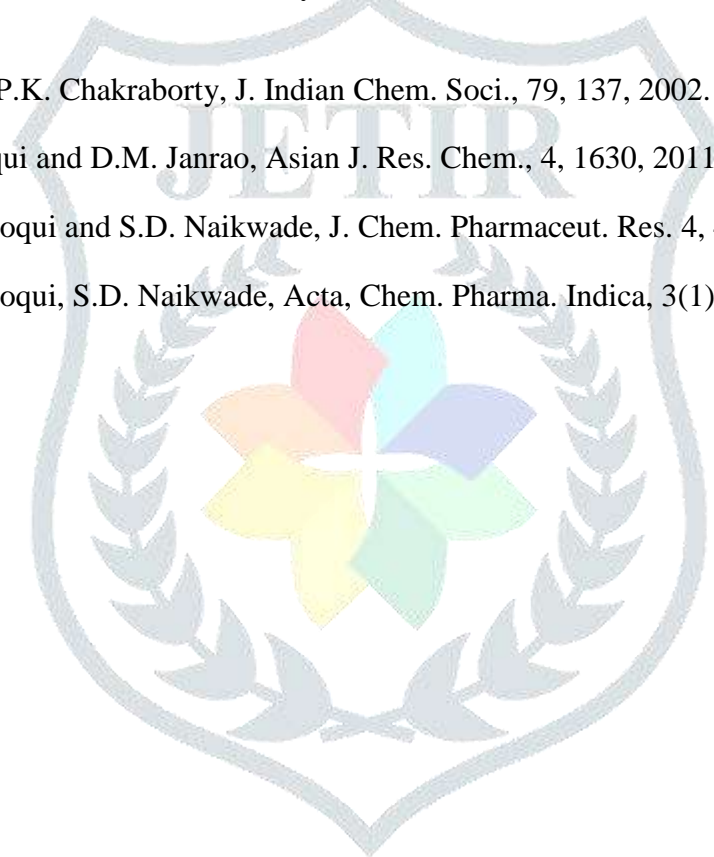 P.K. Chakraborty, J. Indian Chem. Soci., 79, 137, 2002.
JETIR
qui and D.M. Janrao, Asian J. Res. Chem., 4, 1630, 2011
oqui and S.D. Naikwade, J. Chem. Pharmaceut. Res. 4,
oqui, S.D. Naikwade, Acta, Chem. Pharma. Indica, 3(1)